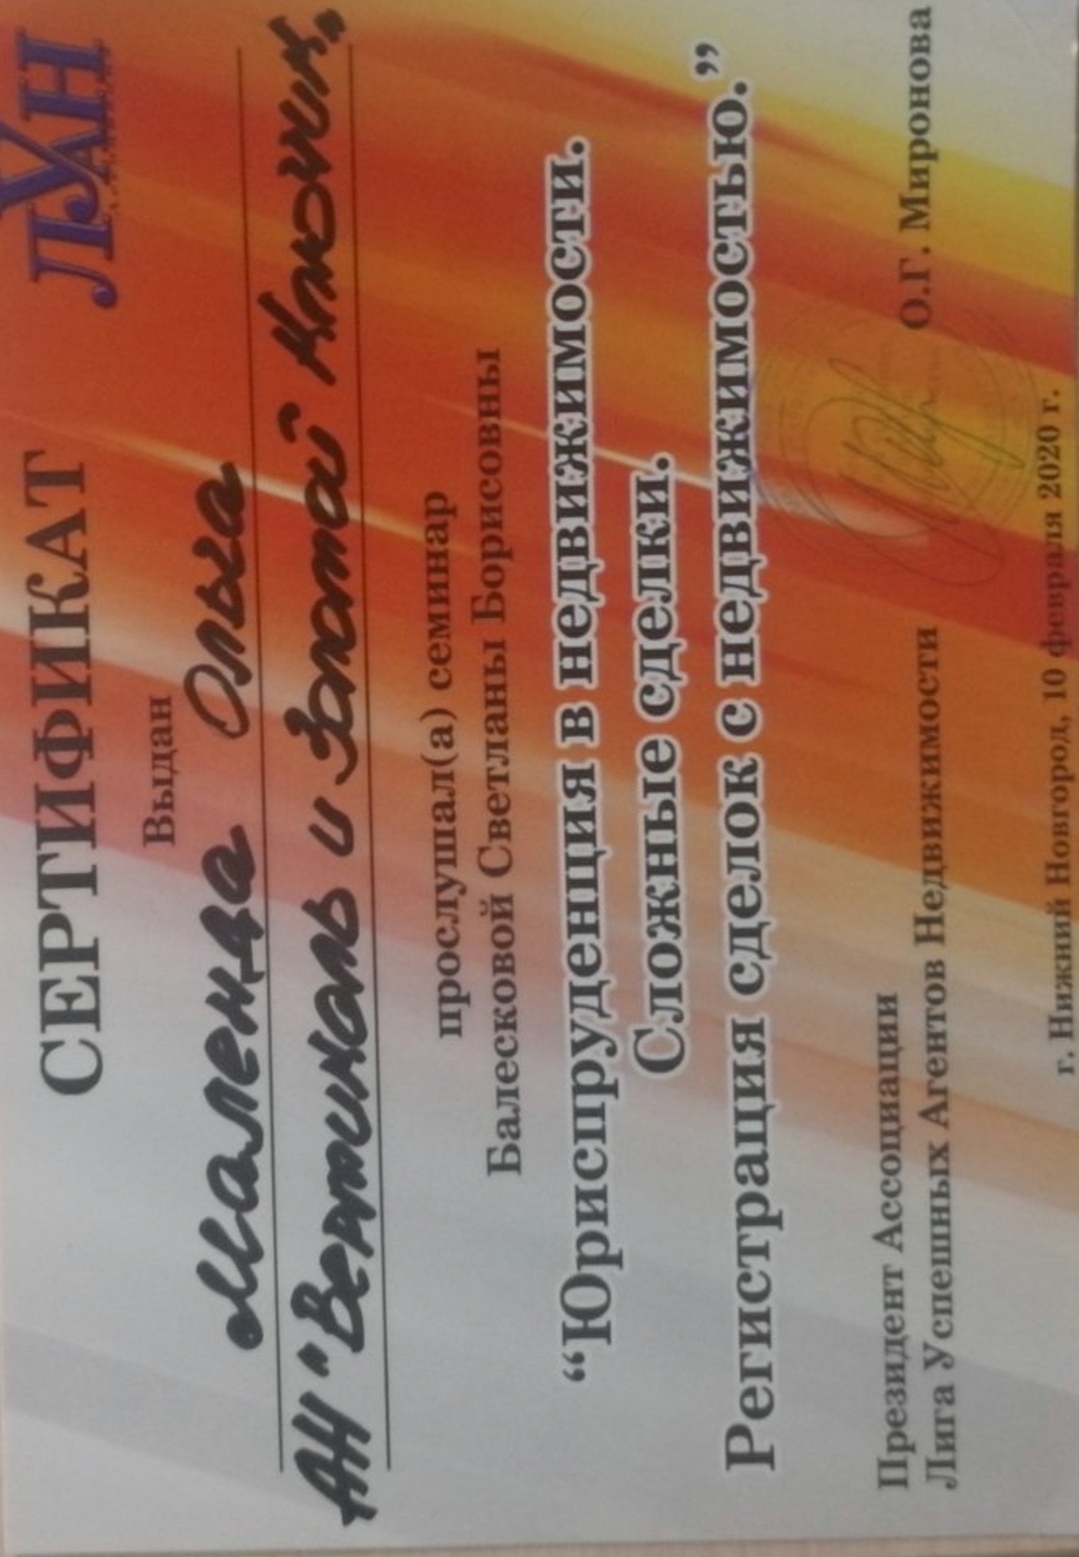 ЛУАН
СЕРТИФИКАТ
Выдан
Маленда Ольга
АН "Вертикаль и Золотой Ключик"
прослушал(а) семинар
Балесковой Светланы Борисовны
“Юриспруденция в недвижимости.
Сложные сделки.
Регистрация сделок с недвижимостью.”
Президент Ассоциации
Лига Успешных Агентов Недвижимости
О.Г. Миронова
г. Нижний Новгород, 10 февраля 2020 г.